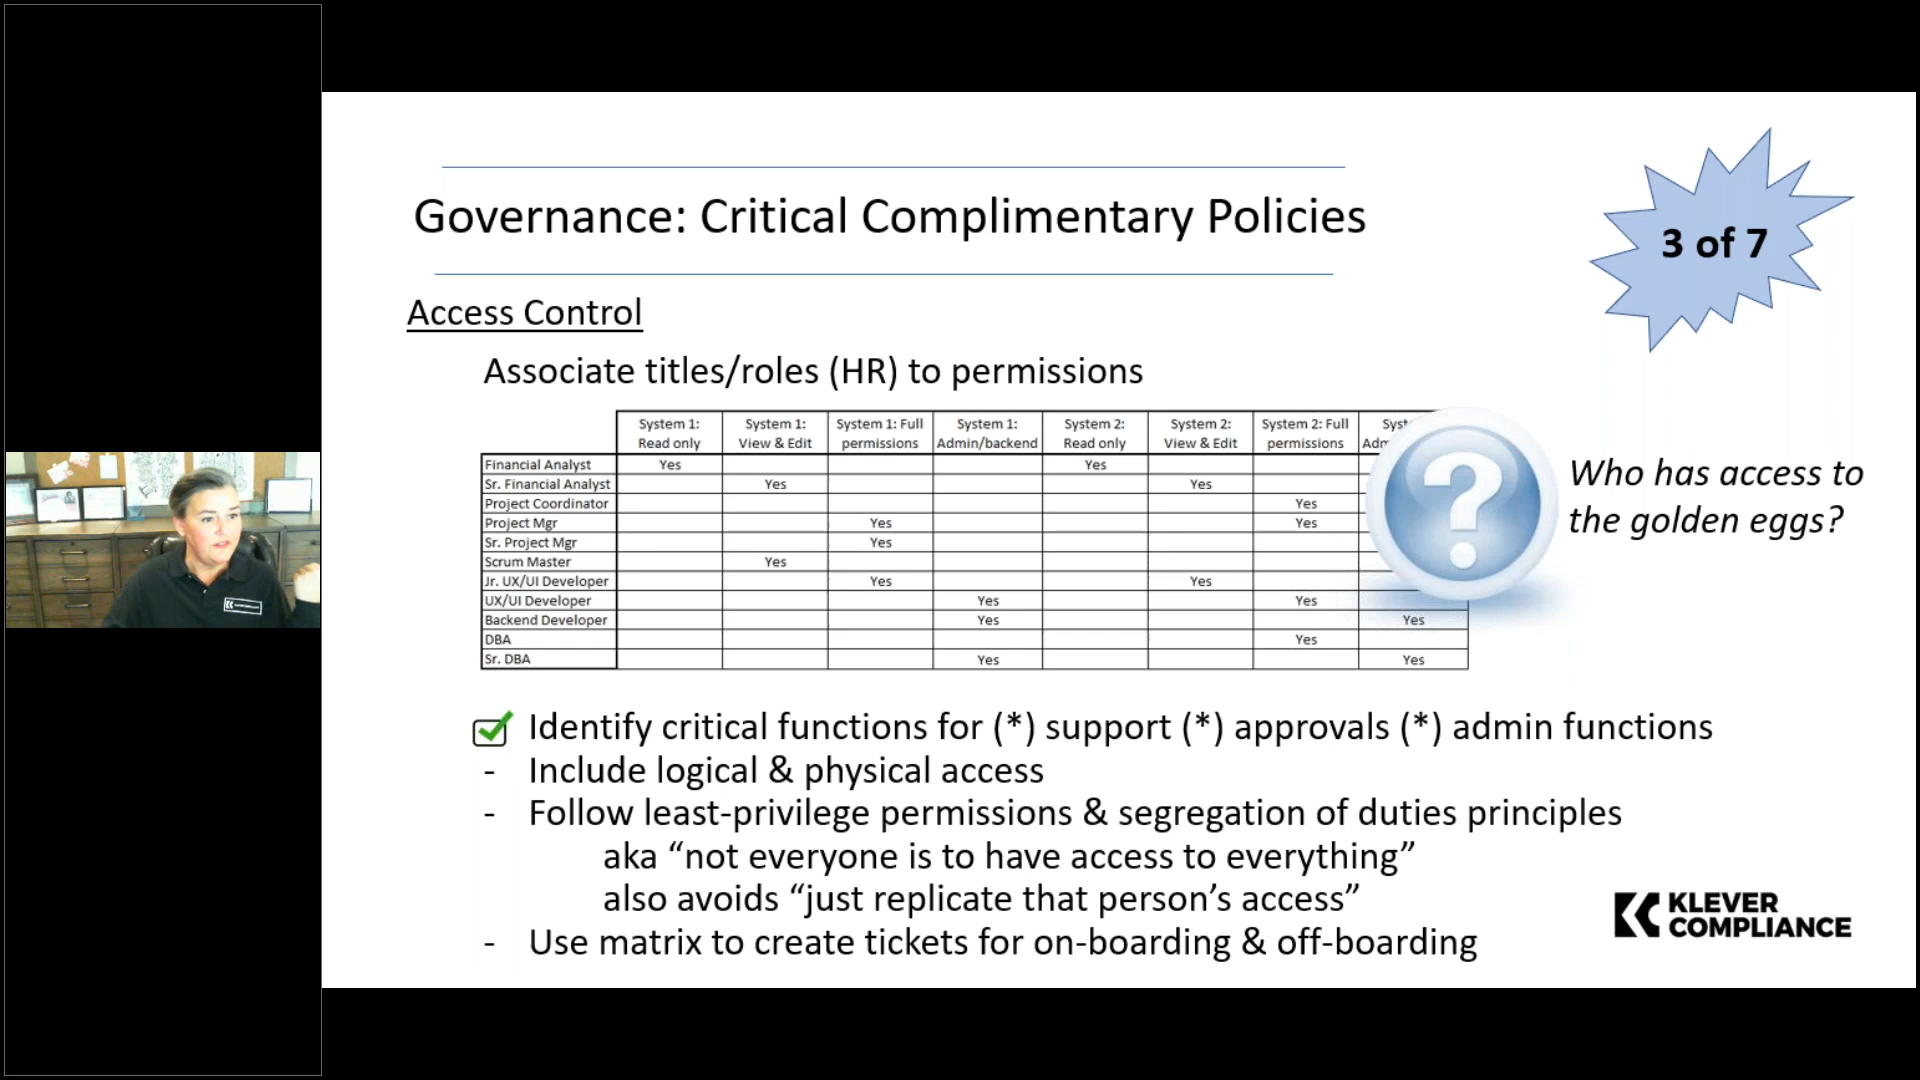 Governance: Critical Complimentary Policies
3 of 7
Access Control
Associate titles/roles (HR) to permissions
System 1: Read only System 1: View & Edit System 1: Full permissions System 1: Admin/backend System 2: Read only System 2: View & Edit System 2: Full permissions
Financial Analyst Yes Yes
Sr. Financial Analyst Yes Yes
Project Coordinator Yes
Project Mgr Yes Yes
Sr. Project Mgr Yes
Scrum Master Yes
Jr. UX/UI Developer Yes Yes
UX/UI Developer Yes Yes
Backend Developer Yes Yes
DBA Yes
Sr. DBA Yes Yes
?
Who has access to
the golden eggs?
Identify critical functions for (*) support (*) approvals (*) admin functions
- Include logical & physical access
- Follow least-privilege permissions & segregation of duties principles
aka “not everyone is to have access to everything”
also avoids “just replicate that person’s access”
- Use matrix to create tickets for on-boarding & off-boarding
KLEVER
COMPLIANCE